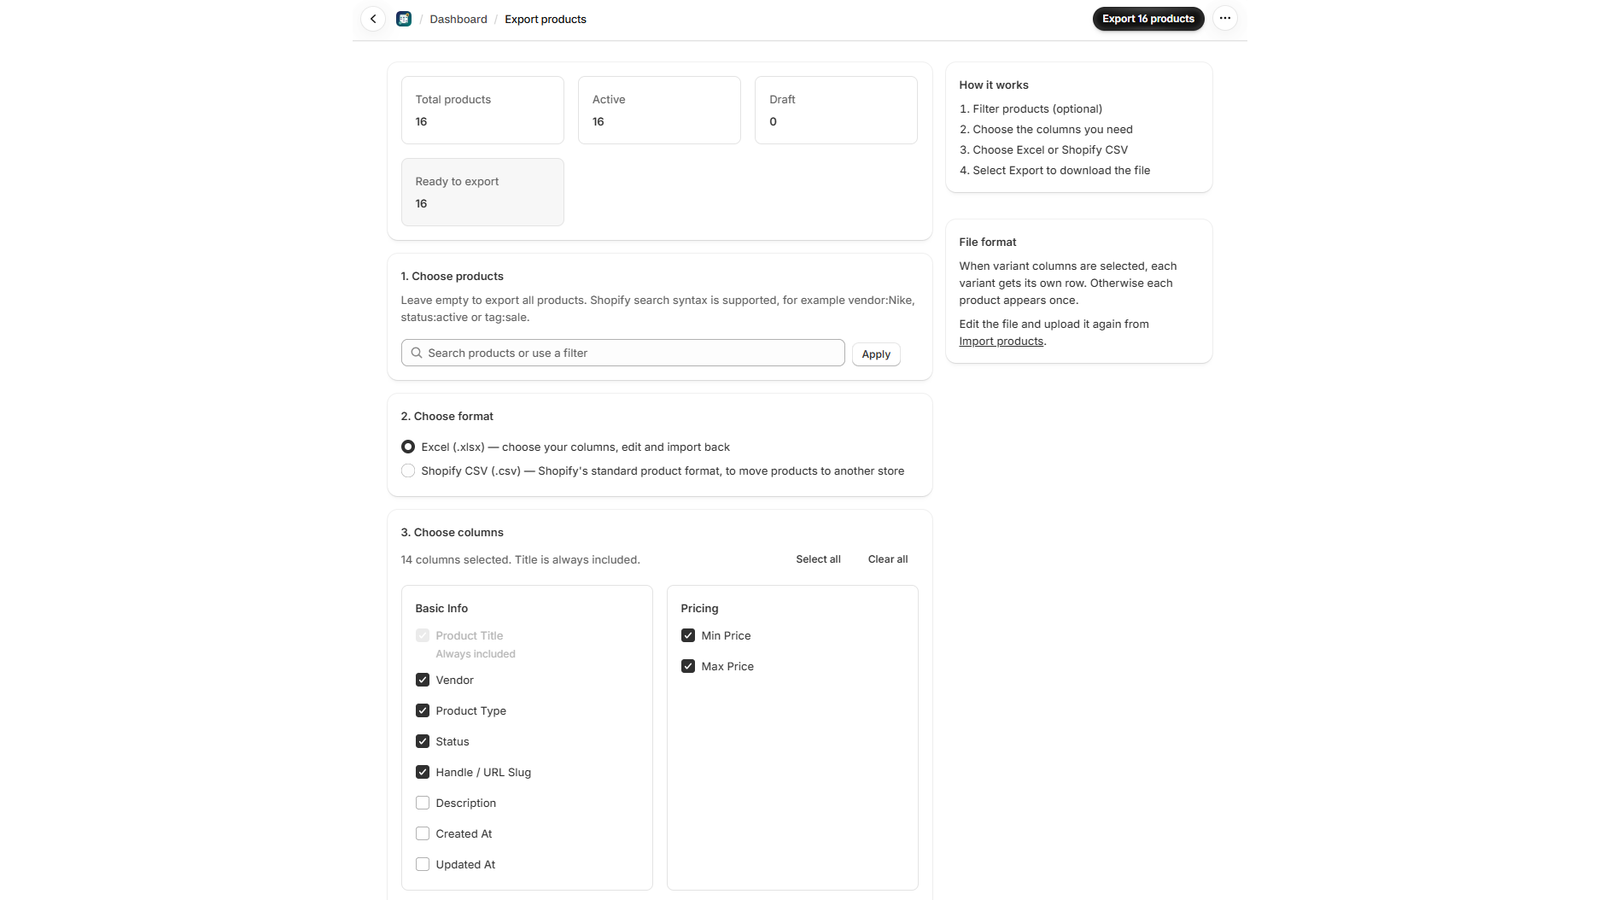 / Dashboard / Export products
Export 16 products
Total products
16
Active
16
Draft
0
Ready to export
16
1. Choose products
Leave empty to export all products. Shopify search syntax is supported, for example vendor:Nike,
status:active or tag:sale.
Search products or use a filter
Apply
2. Choose format
Excel (.xlsx) — choose your columns, edit and import back
Shopify CSV (.csv) — Shopify's standard product format, to move products to another store
3. Choose columns
14 columns selected. Title is always included.
Select all
Clear all
Basic Info
Product Title
Always included
Vendor
Product Type
Status
Handle / URL Slug
Description
Created At
Updated At
Pricing
Min Price
Max Price
How it works
1. Filter products (optional)
2. Choose the columns you need
3. Choose Excel or Shopify CSV
4. Select Export to download the file
File format
When variant columns are selected, each
variant gets its own row. Otherwise each
product appears once.
Edit the file and upload it again from
Import products.